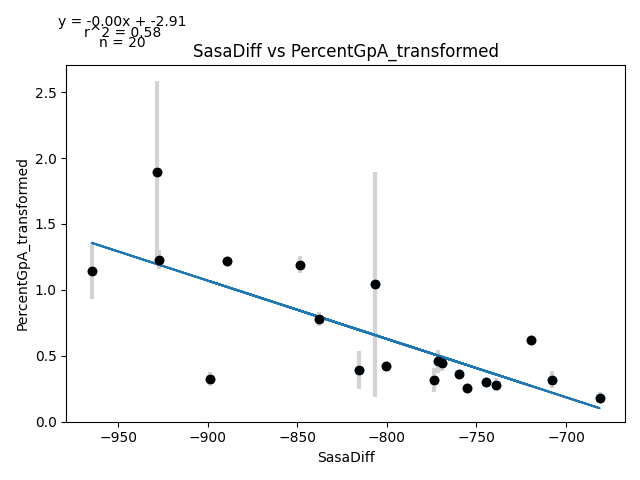 y = -0.00x + -2.91
r^2 = 0.58
n = 20
SasaDiff vs PercentGpA_transformed
2.5
2.0
1.5
1.0
0.5
0.0
PercentGpA_transformed
−950
−900
−850
−800
−750
−700
SasaDiff